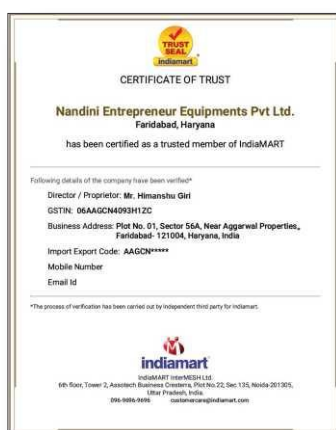 TRUST
SEAL
indiamart
CERTIFICATE OF TRUST
Nandini Entrepreneur Equipments Pvt Ltd.
Faridabad, Haryana
has been certified as a trusted member of IndiaMART
Following details of the company have been verified*
Director / Proprietor: Mr. Himanshu Giri
GSTIN: 06AAGCN4093H1ZC
Business Address: Plot No. 01, Sector 56A, Near Aggarwal Properties,
Faridabad- 121004, Haryana, India
Import Export Code: AAGCN*****
Mobile Number
Email Id
*The process of verification has been carried out by independent third party for Indiamart.
indiamart
IndiaMART InterMESH Ltd.
6th floor, Tower 2, Assotech Business Cresterra, Plot No.22, Sec 135, Noida-201305,
Uttar Pradesh, India.
096-9696-9696 customercare@indiamart.com